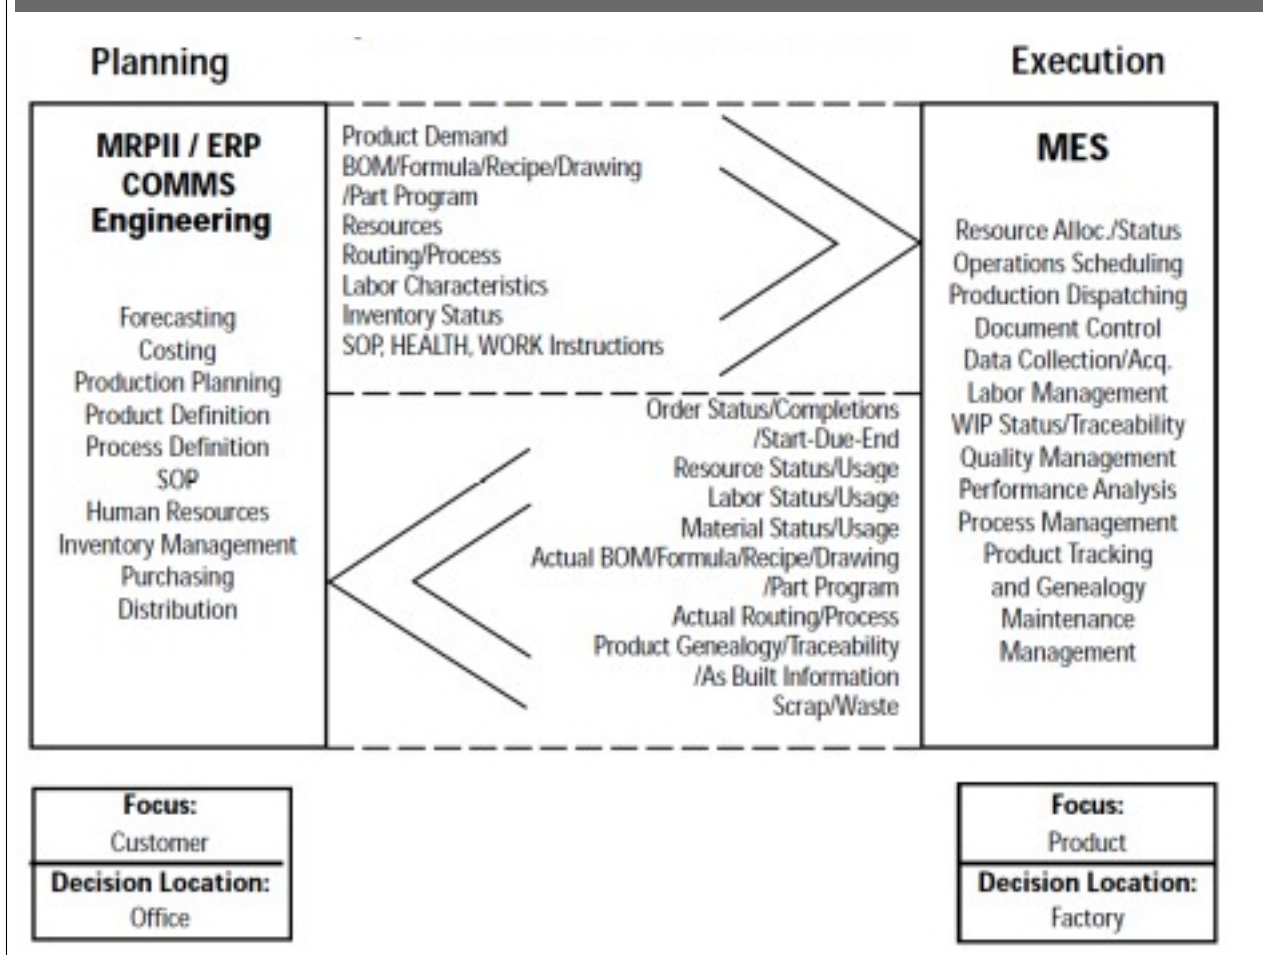 Planning
Execution
MRPII / ERP
COMMS
Engineering
Forecasting
Costing
Production Planning
Product Definition
Process Definition
SOP
Human Resources
Inventory Management
Purchasing
Distribution
Product Demand
BOM/Formula/Recipe/Drawing
/Part Program
Resources
Routing/Process
Labor Characteristics
Inventory Status
SOP, HEALTH, WORK Instructions
Order Status/Completions
/Start-Due-End
Resource Status/Usage
Labor Status/Usage
Material Status/Usage
Actual BOM/Formula/Recipe/Drawing
/Part Program
Actual Routing/Process
Product Genealogy/Traceability
/As Built Information
Scrap/Waste
MES
Resource Alloc./Status
Operations Scheduling
Production Dispatching
Document Control
Data Collection/Acq.
Labor Management
WIP Status/Traceability
Quality Management
Performance Analysis
Process Management
Product Tracking
and Genealogy
Maintenance
Management
Focus:
Customer
Decision Location:
Office
Focus:
Product
Decision Location:
Factory